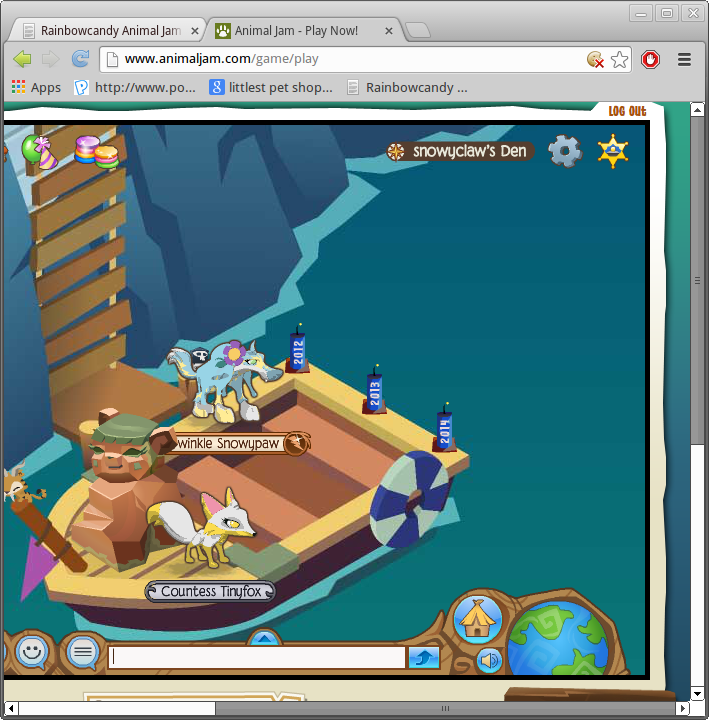 Rainbowcandy Animal Jam
Animal Jam - Play Now!
www.animaljam.com/game/play
Apps
http://www.po...
littlest pet shop...
Rainbowcandy ...
LOG OUT
snowyclaw's Den
2012
2013
2014
winkle Snowypaw
Countess Tinyfox